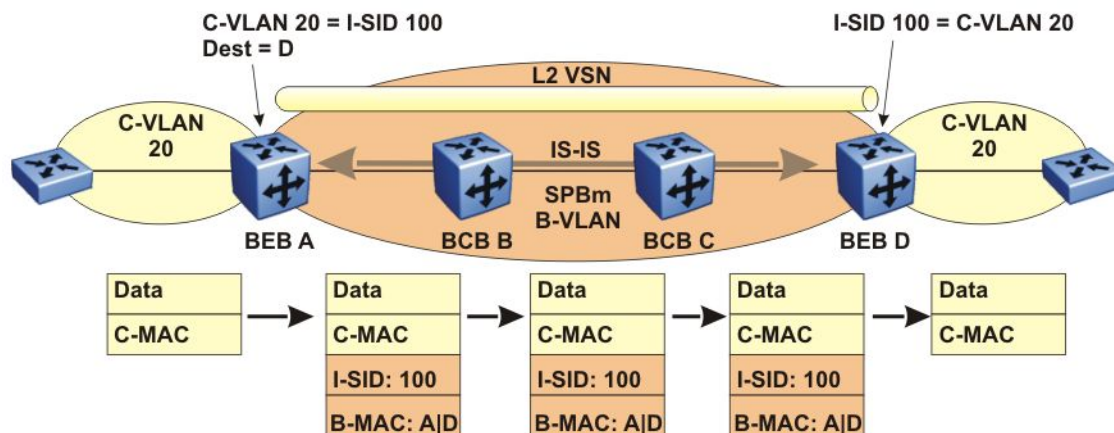 C-VLAN 20 = I-SID 100
Dest = D
I-SID 100 = C-VLAN 20
L2 VSN
C-VLAN
20
IS-IS
C-VLAN
20
SPBm
B-VLAN
BEB A
BCB B
BCB C
BEB D
Data
C-MAC
Data
C-MAC
I-SID: 100
B-MAC: A|D
Data
C-MAC
I-SID: 100
B-MAC: A|D
Data
C-MAC
I-SID: 100
B-MAC: A|D
Data
C-MAC